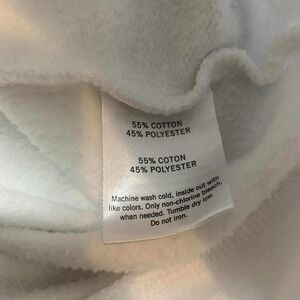 55% COTTON
45% POLYESTER
55% COTON
45% POLYESTER
Machine wash cold, inside out with
like colors. Only non-chlorine bleach,
when needed. Tumble dry low.
Do not iron.